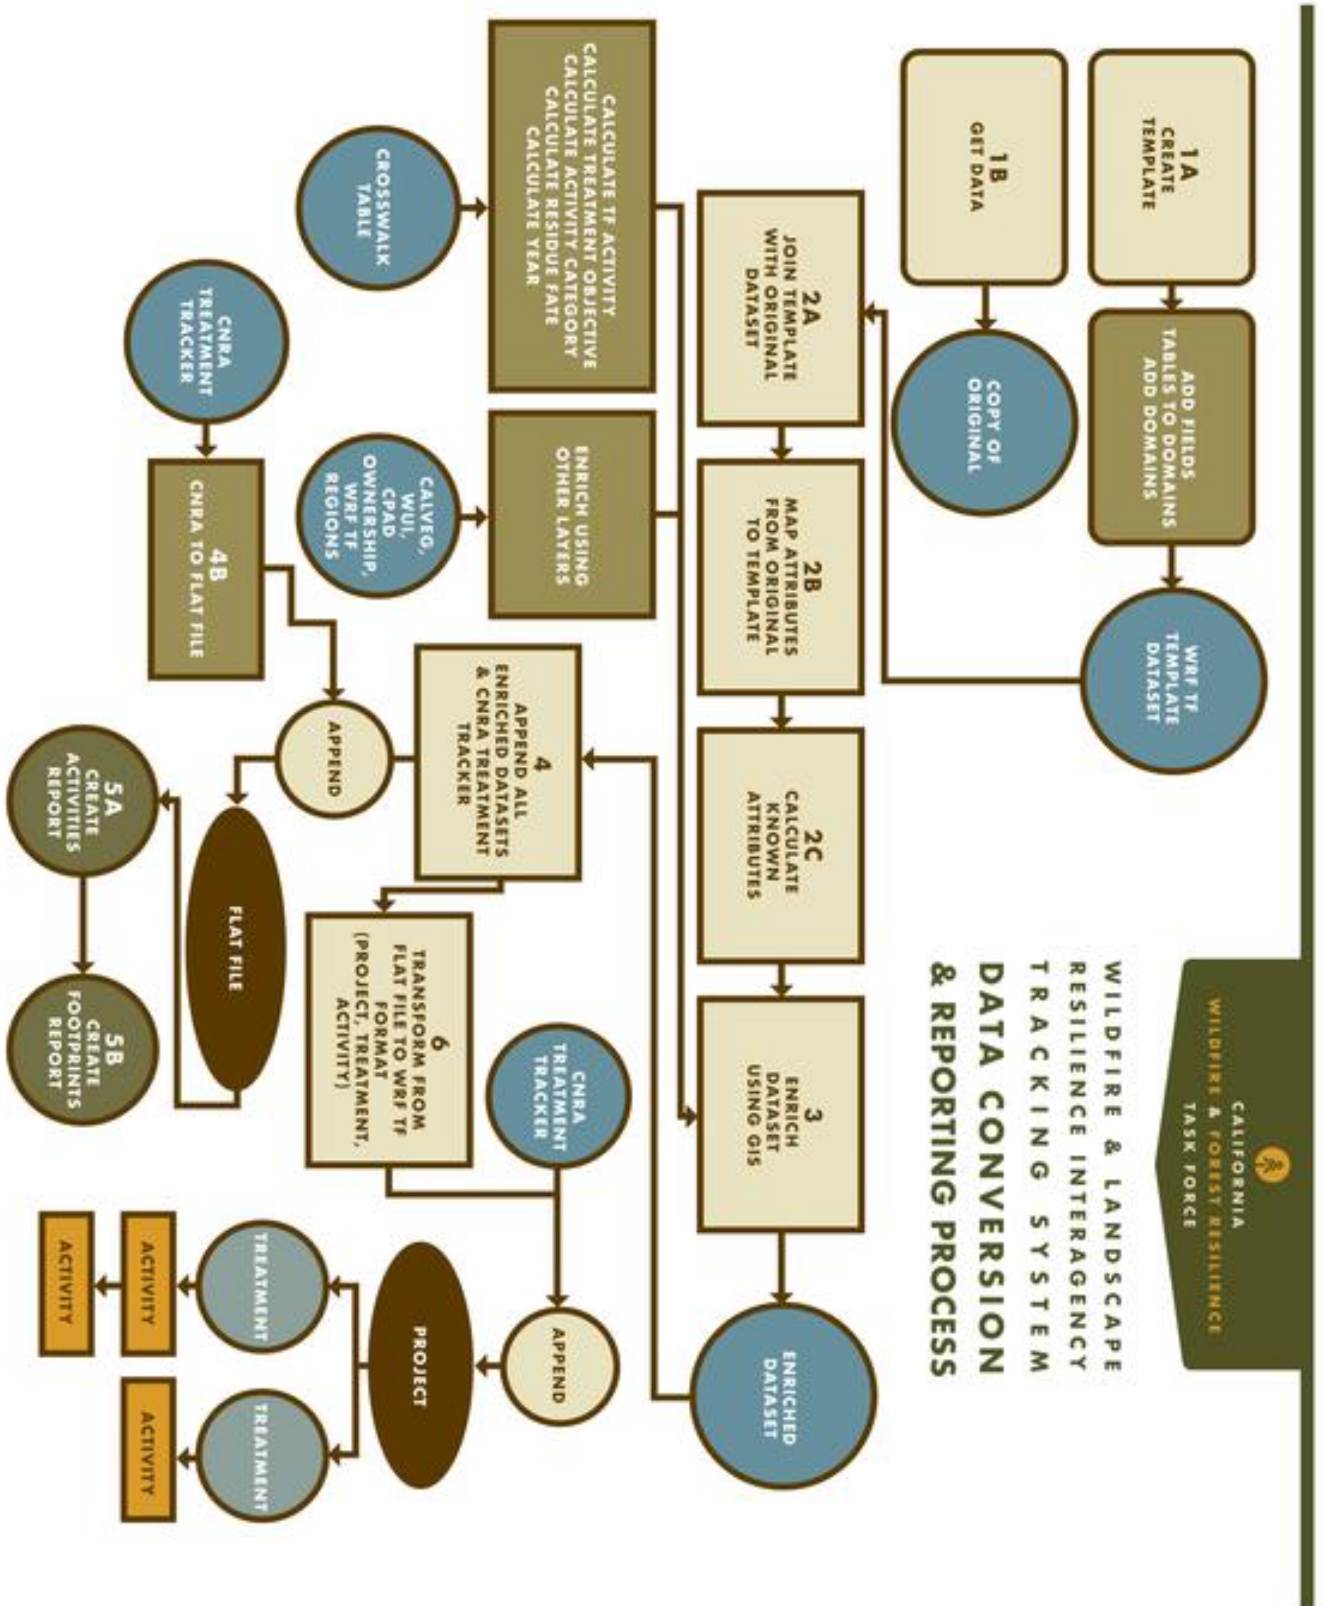 CALIFORNIA
WILDFIRE & FOREST RESILIENCE
TASK FORCE
WILDFIRE & LANDSCAPE
RESILIENCE INTERAGENCY
TRACKING SYSTEM
DATA CONVERSION
& REPORTING PROCESS
1A
CREATE
TEMPLATE
ADD FIELDS
TABLES TO DOMAINS
ADD DOMAINS
WRF TF
TEMPLATE
DATASET
1B
GET DATA
COPY OF
ORIGINAL
2A
JOIN TEMPLATE
WITH ORIGINAL
DATASET
2B
MAP ATTRIBUTES
FROM ORIGINAL
TO TEMPLATE
2C
CALCULATE
KNOWN
ATTRIBUTES
3
ENRICH
DATASET
USING GIS
ENRICHED
DATASET
CALCULATE TF ACTIVITY
CALCULATE TREATMENT OBJECTIVE
CALCULATE ACTIVITY CATEGORY
CALCULATE RESIDUE FATE
CALCULATE YEAR
ENRICH USING
OTHER LAYERS
CROSSWALK
TABLE
CALVEG,
WUI,
CPAD
OWNERSHIP,
WRF TF
REGIONS
4
APPEND ALL
ENRICHED DATASETS
& CNRA TREATMENT
TRACKER
CNRA
TREATMENT
TRACKER
APPEND
CNRA
TREATMENT
TRACKER
4B
CNRA TO FLAT FILE
APPEND
6
TRANSFORM FROM
FLAT FILE TO WRF TF
FORMAT
(PROJECT, TREATMENT,
ACTIVITY)
PROJECT
FLAT FILE
TREATMENT
TREATMENT
5A
CREATE
ACTIVITIES
REPORT
5B
CREATE
FOOTPRINTS
REPORT
ACTIVITY
ACTIVITY
ACTIVITY